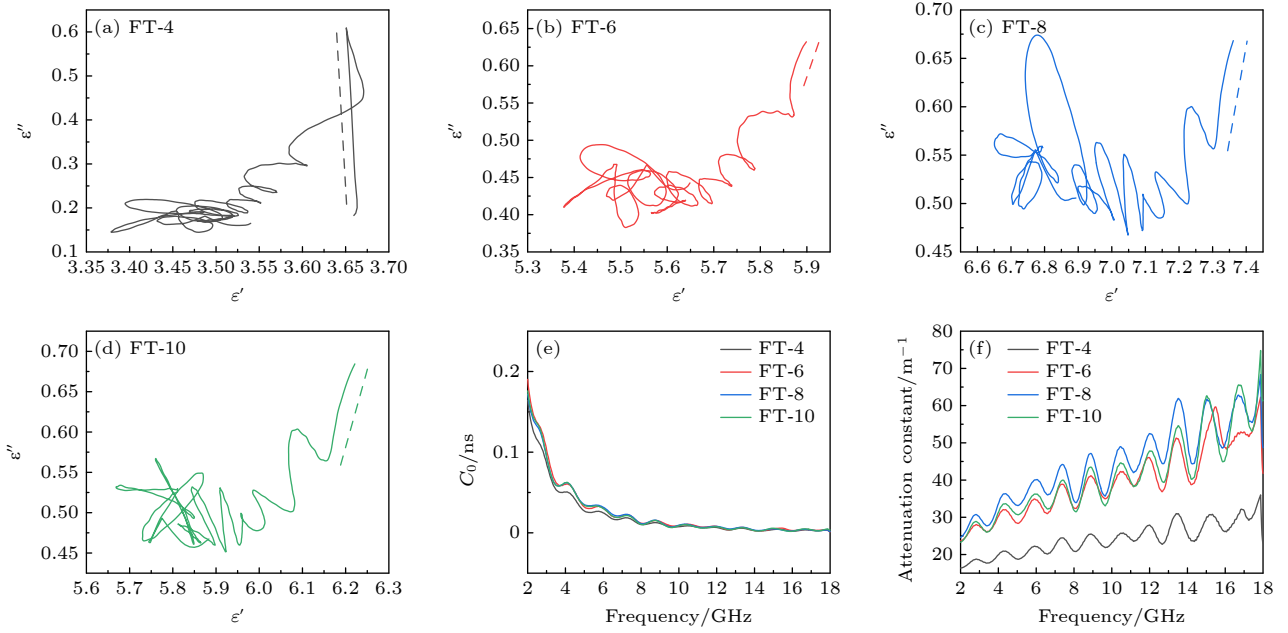 (a) FT-4
0.6
0.5
0.4
0.3
0.2
0.1
ε″
3.35 3.40 3.45 3.50 3.55 3.60 3.65 3.70
ε′
(b) FT-6
0.65
0.60
0.55
0.50
0.45
0.40
0.35
ε″
5.3 5.4 5.5 5.6 5.7 5.8 5.9
ε′
(c) FT-8
0.70
0.65
0.60
0.55
0.50
0.45
ε″
6.6 6.7 6.8 6.9 7.0 7.1 7.2 7.3 7.4
ε′
(d) FT-10
0.70
0.65
0.60
0.55
0.50
0.45
ε″
5.6 5.7 5.8 5.9 6.0 6.1 6.2 6.3
ε′
(e)
FT-4
FT-6
FT-8
FT-10
0.2
0.1
0
C₀/ns
2 4 6 8 10 12 14 16 18
Frequency/GHz
(f)
FT-4
FT-6
FT-8
FT-10
80
70
60
50
40
30
20
Attenuation constant/m⁻¹
2 4 6 8 10 12 14 16 18
Frequency/GHz